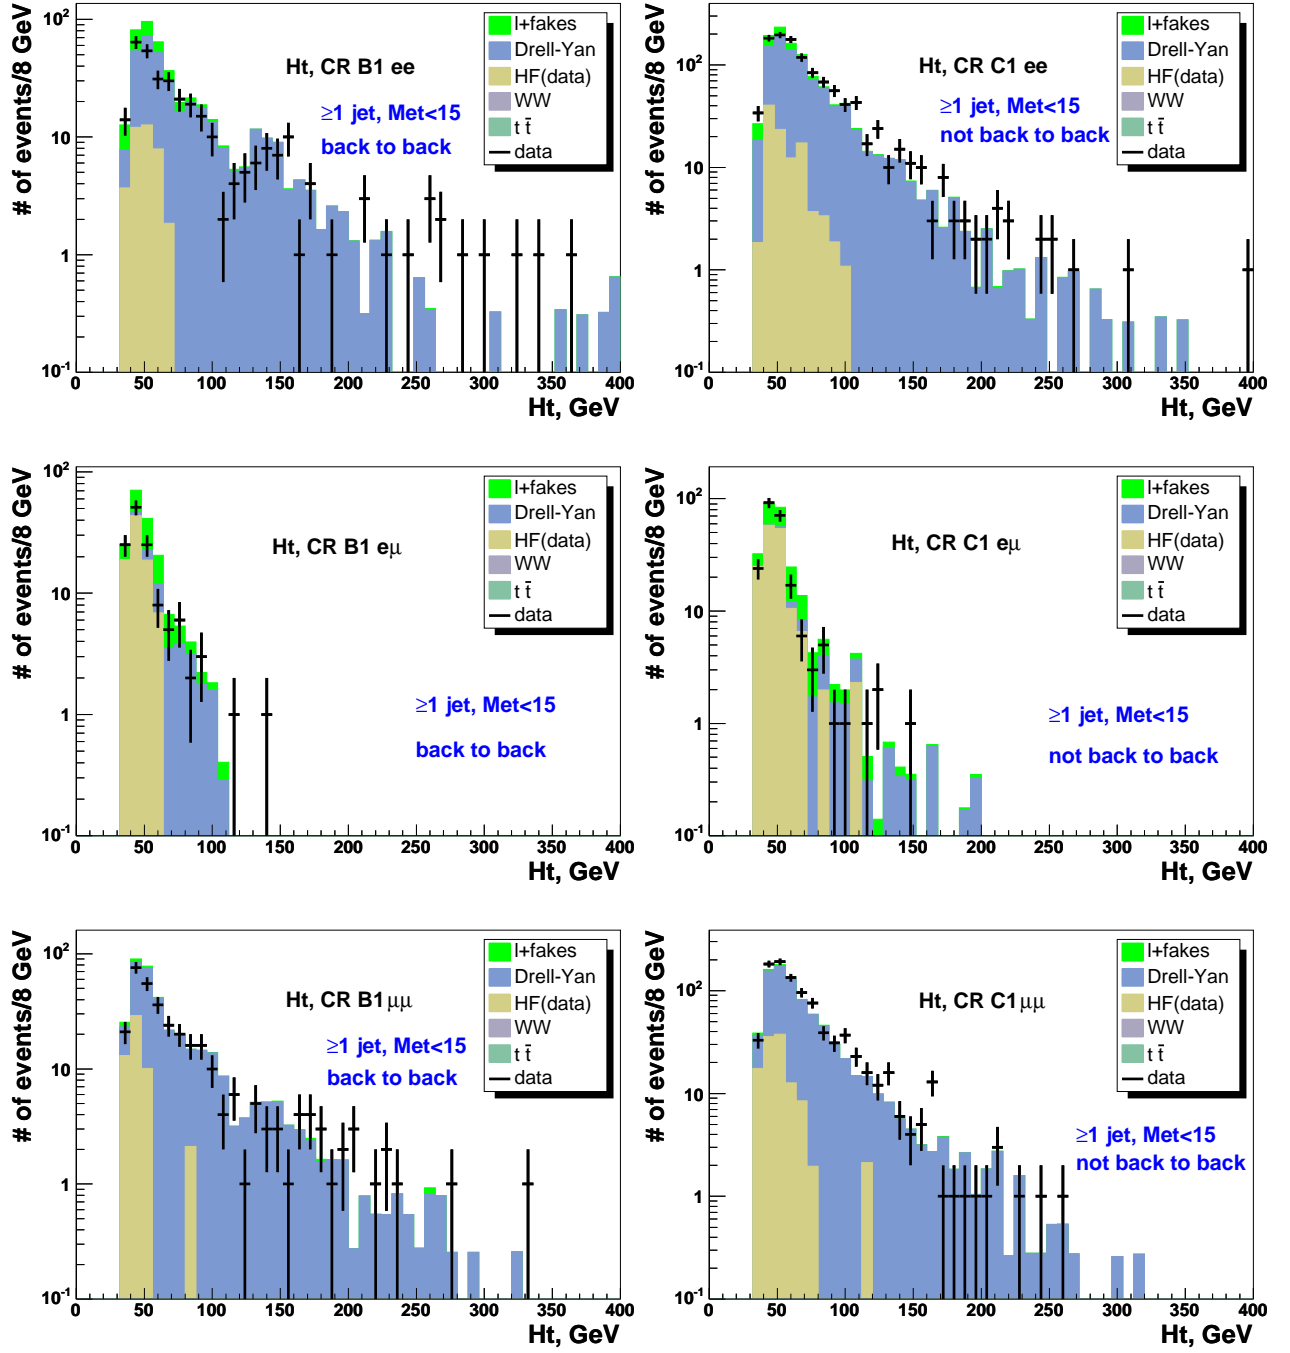 # of events/8 GeV
10²
10
1
10⁻¹
Ht, CR B1 ee
≥1 jet, Met<15
back to back
l+fakes
Drell-Yan
HF(data)
WW
t t̄
data
0 50 100 150 200 250 300 350 400
Ht, GeV
# of events/8 GeV
10²
10
1
10⁻¹
Ht, CR C1 ee
≥1 jet, Met<15
not back to back
l+fakes
Drell-Yan
HF(data)
WW
t t̄
data
0 50 100 150 200 250 300 350 400
Ht, GeV
# of events/8 GeV
10²
10
1
10⁻¹
Ht, CR B1 eμ
l+fakes
Drell-Yan
HF(data)
WW
t t̄
data
≥1 jet, Met<15
back to back
0 50 100 150 200 250 300 350 400
Ht, GeV
# of events/8 GeV
10²
10
1
10⁻¹
Ht, CR C1 eμ
l+fakes
Drell-Yan
HF(data)
WW
t t̄
data
≥1 jet, Met<15
not back to back
0 50 100 150 200 250 300 350 400
Ht, GeV
# of events/8 GeV
10²
10
1
10⁻¹
Ht, CR B1 μμ
≥1 jet, Met<15
back to back
l+fakes
Drell-Yan
HF(data)
WW
t t̄
data
0 50 100 150 200 250 300 350 400
Ht, GeV
# of events/8 GeV
10²
10
1
10⁻¹
Ht, CR C1 μμ
l+fakes
Drell-Yan
HF(data)
WW
t t̄
data
≥1 jet, Met<15
not back to back
0 50 100 150 200 250 300 350 400
Ht, GeV